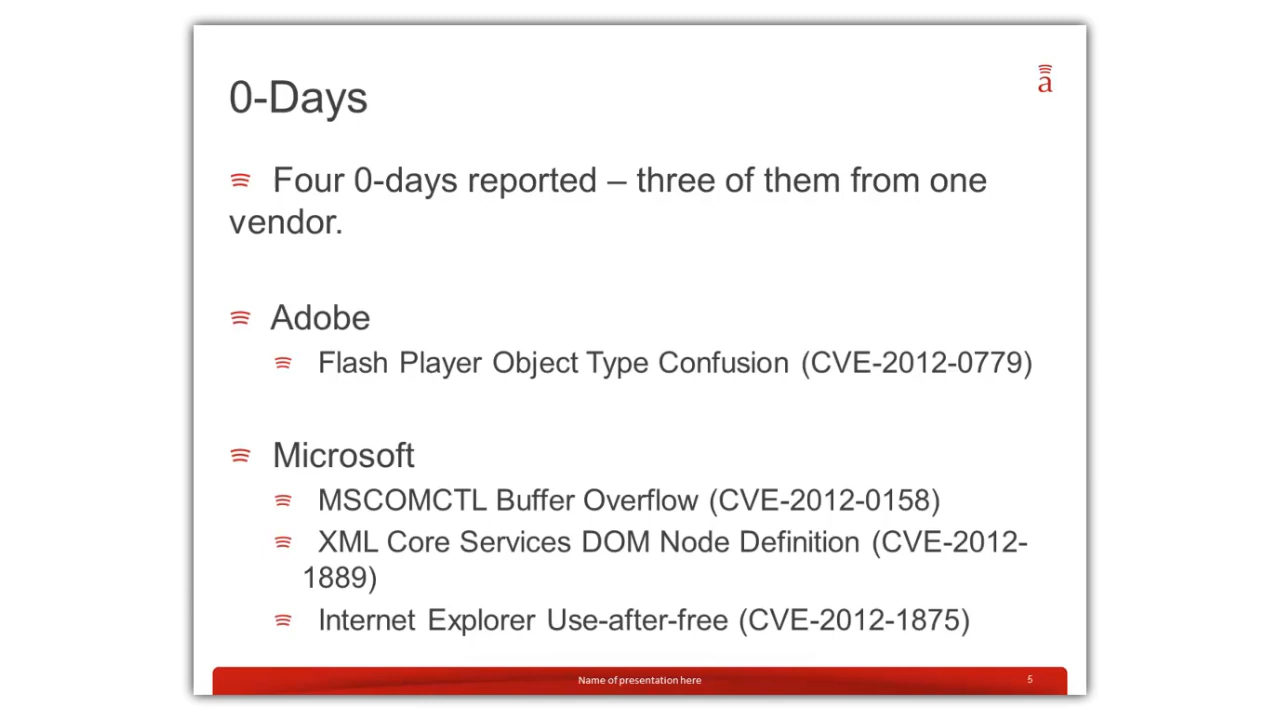 0-Days
a
Four 0-days reported – three of them from one
vendor.
Adobe
Flash Player Object Type Confusion (CVE-2012-0779)
Microsoft
MSCOMCTL Buffer Overflow (CVE-2012-0158)
XML Core Services DOM Node Definition (CVE-2012-
1889)
Internet Explorer Use-after-free (CVE-2012-1875)
Name of presentation here
5